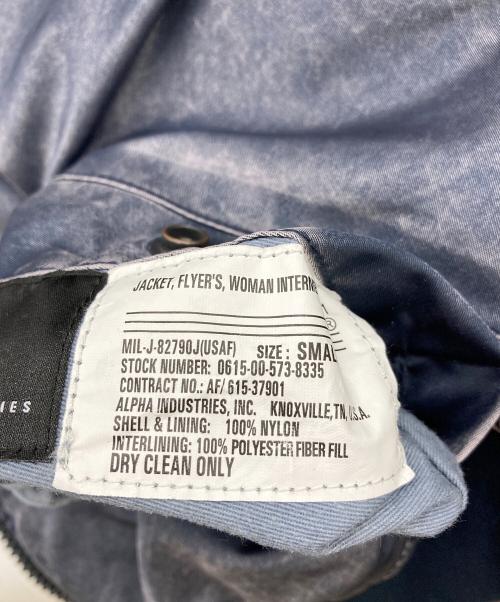 JACKET, FLYER'S, WOMAN
®
MIL-J-82790J(USAF) SIZE : SMAL
STOCK NUMBER: 0615-00-573-8335
CONTRACT NO.: AF/ 615-37901
ALPHA INDUSTRIES, INC. KNOXVILLE,TN,U.S.A.
SHELL & LINING: 100% NYLON
INTERLINING: 100% POLYESTER FIBER FILL
DRY CLEAN ONLY
IES